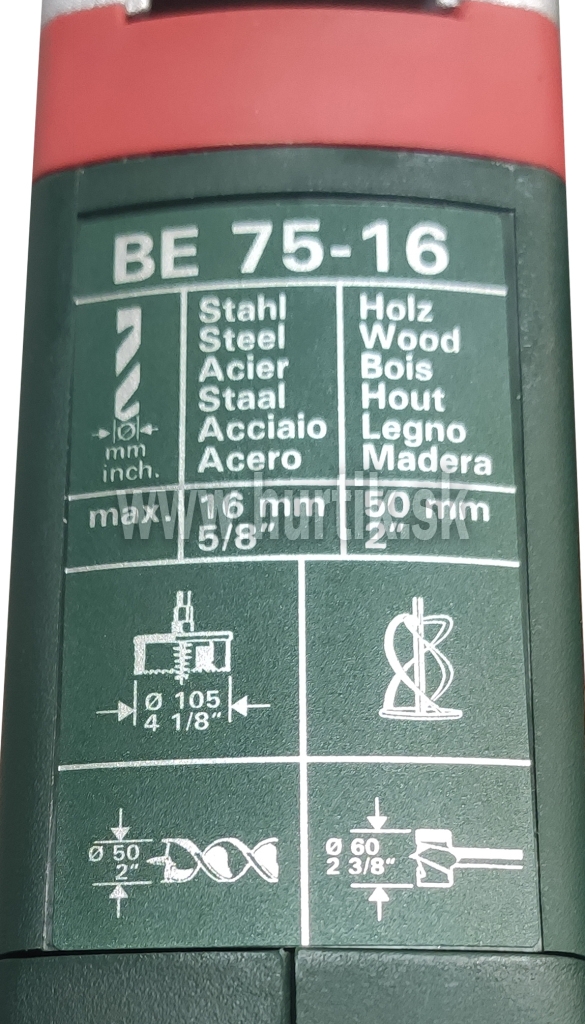 BE 75-16
Stahl
Steel
Acier
Staal
Acciaio
Acero
Holz
Wood
Bois
Hout
Legno
Madera
Ø
mm
inch.
max.
16 mm
5/8"
50 mm
2"
www.hurtik.sk
Ø 105
4 1/8"
Ø 50
2"
Ø 60
2 3/8"